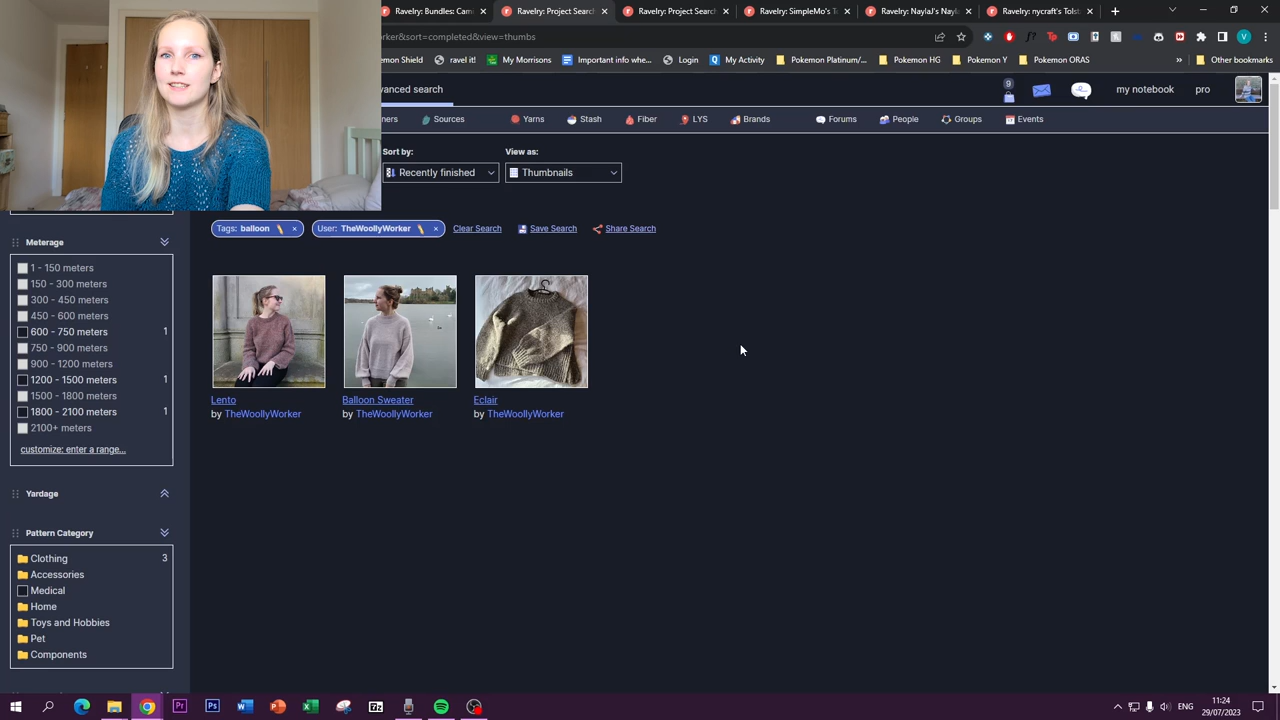 Ravelry: Bundles Cam
Ravelry: Project Search
Ravelry: Project Search
Ravelry: SimpleMo's T
Ravelry: NaylaJ's Nayl
Ravelry: nycraft's Tols
orker&sort=completed&view=thumbs
V
Pokemon Shield
ravel it!
My Morrisons
Important info whe...
Login
My Activity
Pokemon Platinum/...
Pokemon HG
Pokemon Y
Pokemon ORAS
»
Other bookmarks
vanced search
9
my notebook
pro
ners
Sources
Yarns
Stash
Fiber
LYS
Brands
Forums
People
Groups
Events
Sort by:
View as:
Recently finished
Thumbnails
Tags: balloon ×
User: TheWoollyWorker ×
Clear Search
Save Search
Share Search
Meterage
1 - 150 meters
150 - 300 meters
300 - 450 meters
450 - 600 meters
600 - 750 meters 1
750 - 900 meters
900 - 1200 meters
1200 - 1500 meters 1
1500 - 1800 meters
1800 - 2100 meters 1
2100+ meters
customize: enter a range...
Lento
by TheWoollyWorker
Balloon Sweater
by TheWoollyWorker
Eclair
by TheWoollyWorker
Yardage
Pattern Category
Clothing 3
Accessories
Medical
Home
Toys and Hobbies
Pet
Components
Pr
Ps
ENG
11:24
29/07/2023